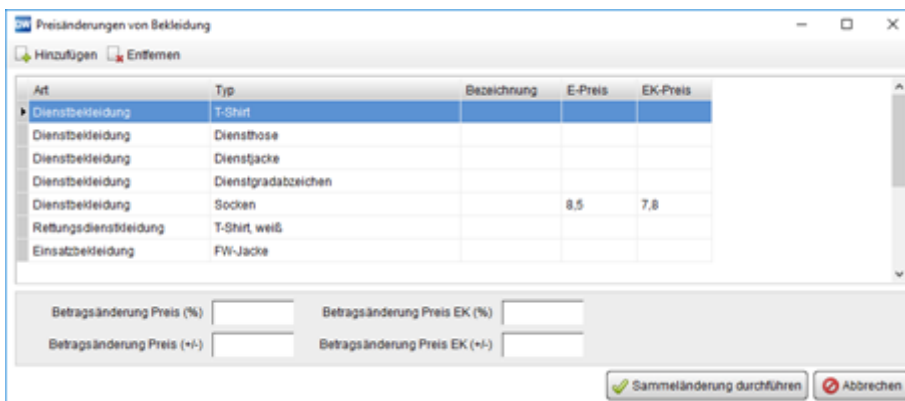 DW Preisänderungen von Bekleidung
Hinzufügen Entfernen
Art Typ Bezeichnung E-Preis EK-Preis
Dienstbekleidung T-Shirt
Dienstbekleidung Diensthose
Dienstbekleidung Dienstjacke
Dienstbekleidung Dienstgradabzeichen
Dienstbekleidung Socken 8,5 7,8
Rettungsdienstkleidung T-Shirt, weiß
Einsatzbekleidung FW-Jacke
Betragsänderung Preis (%) Betragsänderung Preis EK (%)
Betragsänderung Preis (+/-) Betragsänderung Preis EK (+/-)
Sammeländerung durchführen Abbrechen